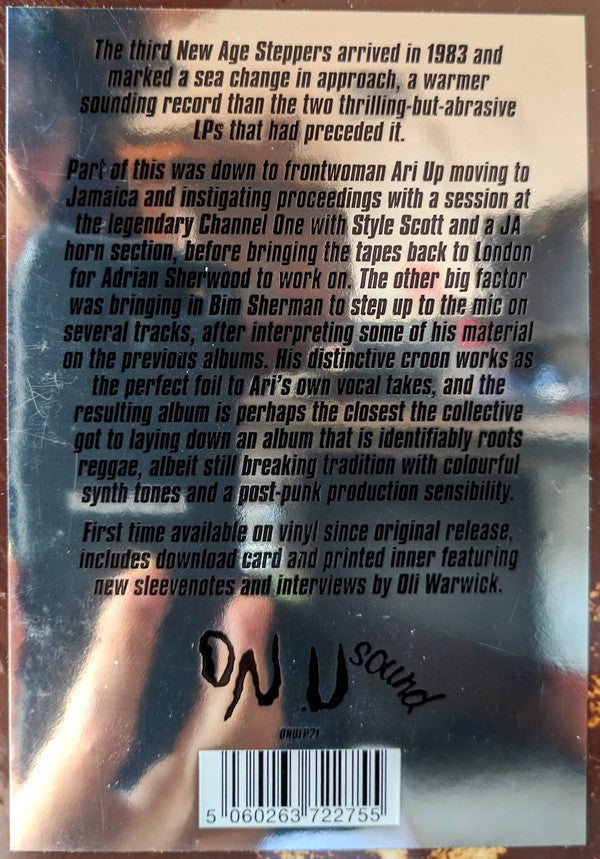 The third New Age Steppers arrived in 1983 and
marked a sea change in approach, a warmer
sounding record than the two thrilling-but-abrasive
LPs that had preceded it.
Part of this was down to frontwoman Ari Up moving to
Jamaica and instigating proceedings with a session at
the legendary Channel One with Style Scott and a JA
horn section, before bringing the tapes back to London
for Adrian Sherwood to work on. The other big factor
was bringing in Bim Sherman to step up to the mic on
several tracks, after interpreting some of his material
on the previous albums. His distinctive croon works as
the perfect foil to Ari's own vocal takes, and the
resulting album is perhaps the closest the collective
got to laying down an album that is identifiably roots
reggae, albeit still breaking tradition with colourful
synth tones and a post-punk production sensibility.
First time available on vinyl since original release,
includes download card and printed inner featuring
new sleevenotes and interviews by Oli Warwick.
ON.U sound
ONULP21
5 060263 722755